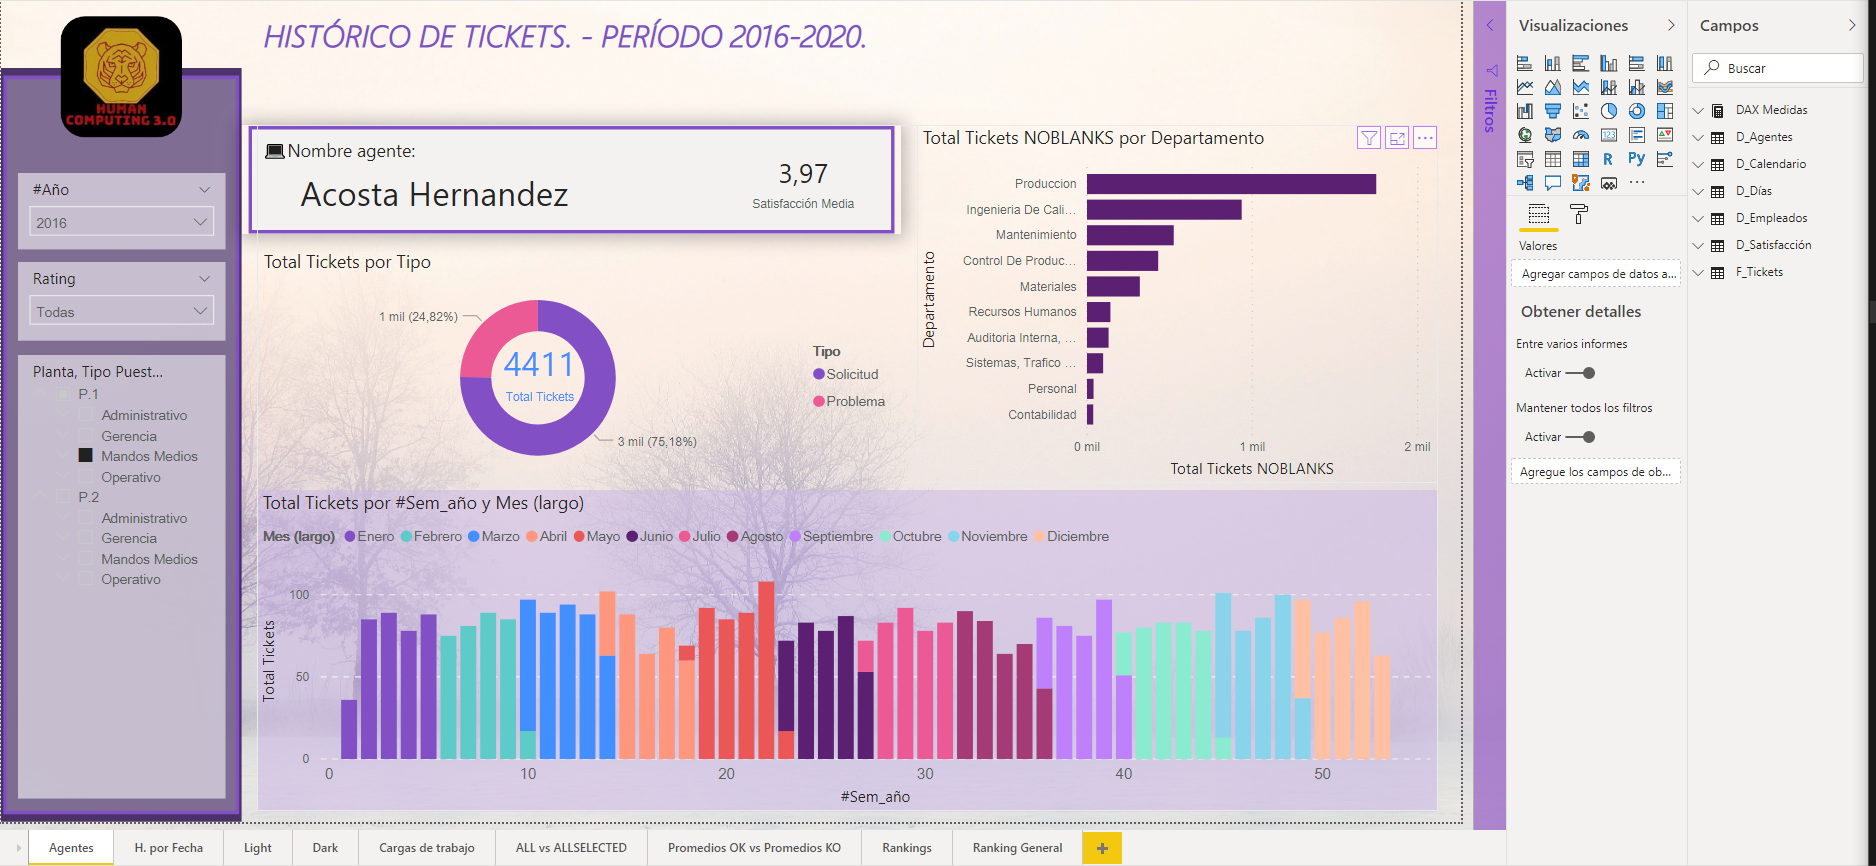 HISTÓRICO DE TICKETS. - PERÍODO 2016-2020.
HUMAN
COMPUTING 3.0
#Año
2016
Rating
Todas
Planta, Tipo Puest...
P.1
Administrativo
Gerencia
Mandos Medios
Operativo
P.2
Administrativo
Gerencia
Mandos Medios
Operativo
Nombre agente:
Acosta Hernandez
3,97
Satisfacción Media
Total Tickets por Tipo
1 mil (24,82%)
4411
Total Tickets
3 mil (75,18%)
Tipo
Solicitud
Problema
Total Tickets NOBLANKS por Departamento
Departamento
Produccion
Ingenieria De Cali...
Mantenimiento
Control De Produc...
Materiales
Recursos Humanos
Auditoria Interna, ...
Sistemas, Trafico ...
Personal
Contabilidad
0 mil 1 mil 2 mil
Total Tickets NOBLANKS
Total Tickets por #Sem_año y Mes (largo)
Mes (largo) Enero Febrero Marzo Abril Mayo Junio Julio Agosto Septiembre Octubre Noviembre Diciembre
Total Tickets
100
50
0
0 10 20 30 40 50
#Sem_año
Filtros
Visualizaciones
123
R
Py
Valores
Agregar campos de datos a...
Obtener detalles
Entre varios informes
Activar
Mantener todos los filtros
Activar
Agregue los campos de ob...
Campos
Buscar
DAX Medidas
D_Agentes
D_Calendario
D_Días
D_Empleados
D_Satisfacción
F_Tickets
Agentes H. por Fecha Light Dark Cargas de trabajo ALL vs ALLSELECTED Promedios OK vs Promedios KO Rankings Ranking General +